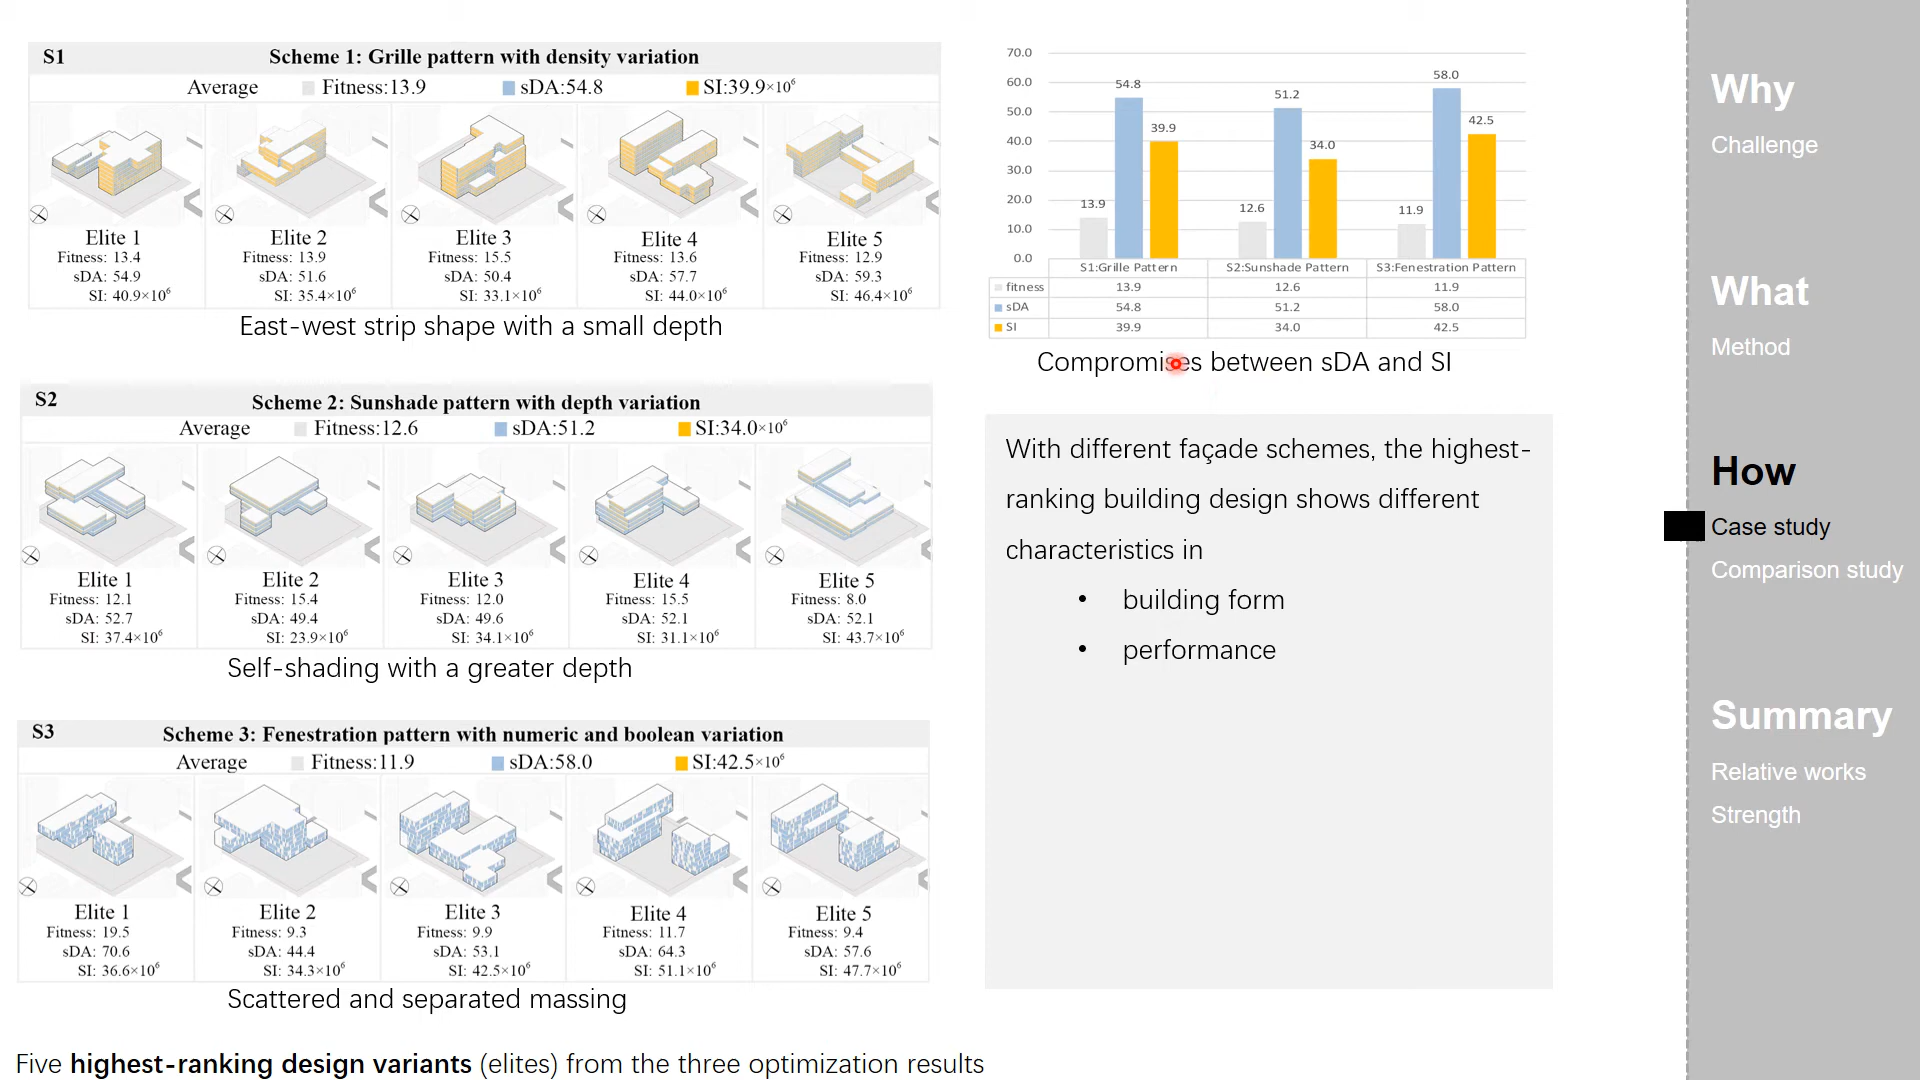 S1
Scheme 1: Grille pattern with density variation
Average Fitness:13.9 sDA:54.8 SI:39.9×10⁶
Elite 1 Elite 2 Elite 3 Elite 4 Elite 5
Fitness: 13.4 Fitness: 13.9 Fitness: 15.5 Fitness: 13.6 Fitness: 12.9
sDA: 54.9 sDA: 51.6 sDA: 50.4 sDA: 57.7 sDA: 59.3
SI: 40.9×10⁶ SI: 35.4×10⁶ SI: 33.1×10⁶ SI: 44.0×10⁶ SI: 46.4×10⁶
East-west strip shape with a small depth
S2
Scheme 2: Sunshade pattern with depth variation
Average Fitness:12.6 sDA:51.2 SI:34.0×10⁶
Elite 1 Elite 2 Elite 3 Elite 4 Elite 5
Fitness: 12.1 Fitness: 15.4 Fitness: 12.0 Fitness: 15.5 Fitness: 8.0
sDA: 52.7 sDA: 49.4 sDA: 49.6 sDA: 52.1 sDA: 52.1
SI: 37.4×10⁶ SI: 23.9×10⁶ SI: 34.1×10⁶ SI: 31.1×10⁶ SI: 43.7×10⁶
Self-shading with a greater depth
S3
Scheme 3: Fenestration pattern with numeric and boolean variation
Average Fitness:11.9 sDA:58.0 SI:42.5×10⁶
Elite 1 Elite 2 Elite 3 Elite 4 Elite 5
Fitness: 19.5 Fitness: 9.3 Fitness: 9.9 Fitness: 11.7 Fitness: 9.4
sDA: 70.6 sDA: 44.4 sDA: 53.1 sDA: 64.3 sDA: 57.6
SI: 36.6×10⁶ SI: 34.3×10⁶ SI: 42.5×10⁶ SI: 51.1×10⁶ SI: 47.7×10⁶
Scattered and separated massing
Five highest-ranking design variants (elites) from the three optimization results
70.0
60.0
50.0
40.0
30.0
20.0
10.0
0.0
13.9 54.8 39.9
12.6 51.2 34.0
11.9 58.0 42.5
S1:Grille Pattern S2:Sunshade Pattern S3:Fenestration Pattern
fitness 13.9 12.6 11.9
sDA 54.8 51.2 58.0
SI 39.9 34.0 42.5
Compromises between sDA and SI
With different façade schemes, the highest-
ranking building design shows different
characteristics in
• building form
• performance
Why
Challenge
What
Method
How
Case study
Comparison study
Summary
Relative works
Strength